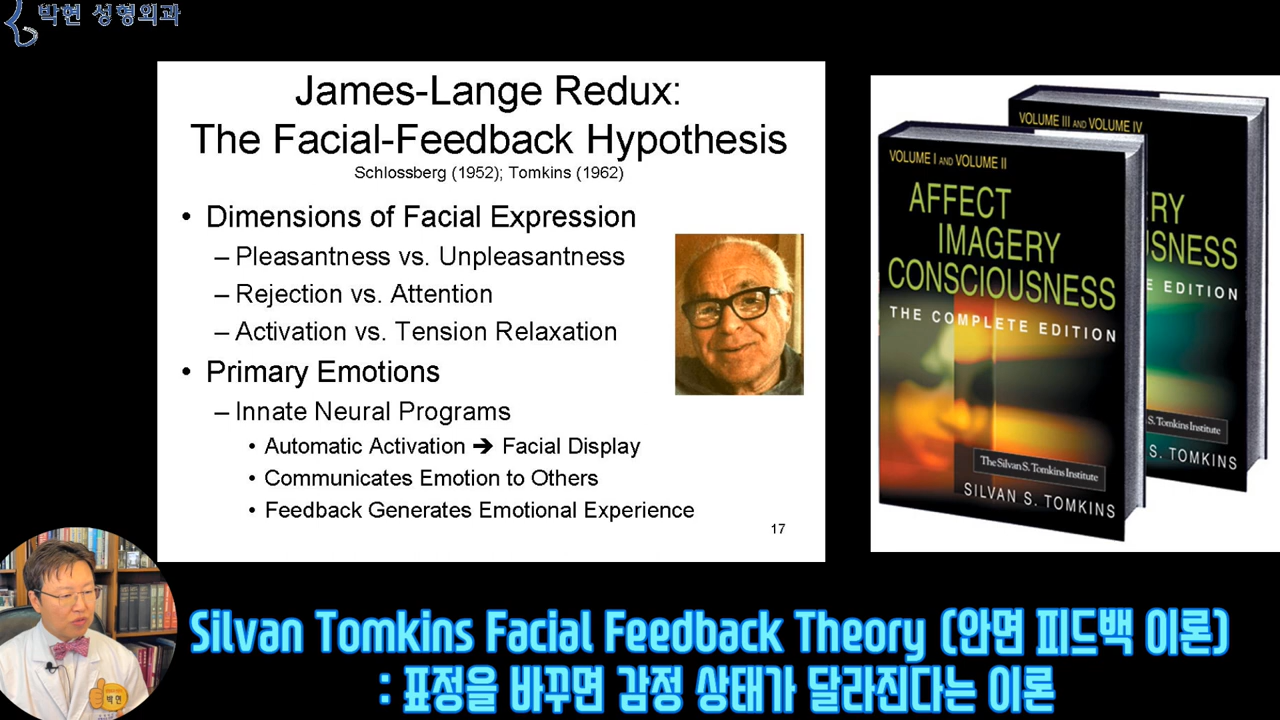 박현 성형외과
James-Lange Redux:
The Facial-Feedback Hypothesis
Schlossberg (1952); Tomkins (1962)
• Dimensions of Facial Expression
– Pleasantness vs. Unpleasantness
– Rejection vs. Attention
– Activation vs. Tension Relaxation
• Primary Emotions
– Innate Neural Programs
• Automatic Activation ➔ Facial Display
• Communicates Emotion to Others
• Feedback Generates Emotional Experience
17
VOLUME III AND VOLUME IV
RY
USNESS
E EDITION
S. Tomkins Institute
S. TOMKINS
VOLUME I AND VOLUME II
AFFECT
IMAGERY
CONSCIOUSNESS
THE COMPLETE EDITION
The Silvan S. Tomkins Institute
SILVAN S. TOMKINS
박현
Silvan Tomkins Facial Feedback Theory (안면 피드백 이론)
: 표정을 바꾸면 감정 상태가 달라진다는 이론